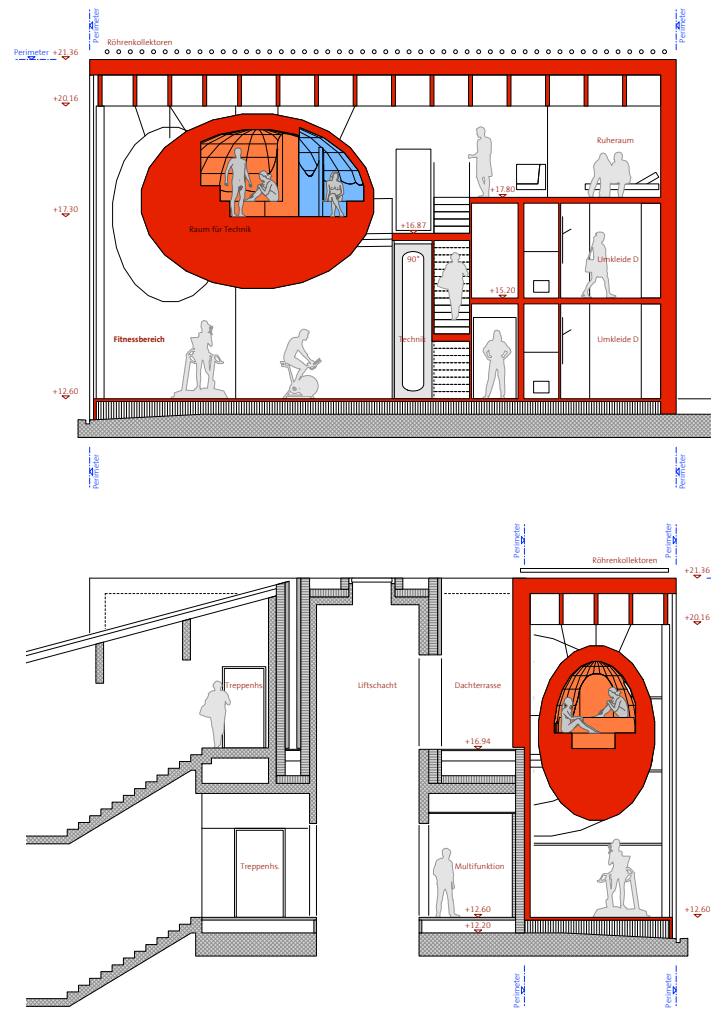 Perimeter
Perimeter
Perimeter
+21.36
Röhrenkollektoren
+20.16
Ruheraum
+17.80
+17.30
+16.87
Raum für Technik
90°
Umkleide D
+15,20
Fitnessbereich
Technik
Umkleide D
+12.60
Perimeter
Perimeter
Perimeter
Perimeter
Röhrenkollektoren
+21.36
+20.16
Treppenhs.
Liftschacht
Dachterrasse
+16.94
Treppenhs.
Multifunktion
+12.60
+12.60
+12.20
Perimeter
Perimeter